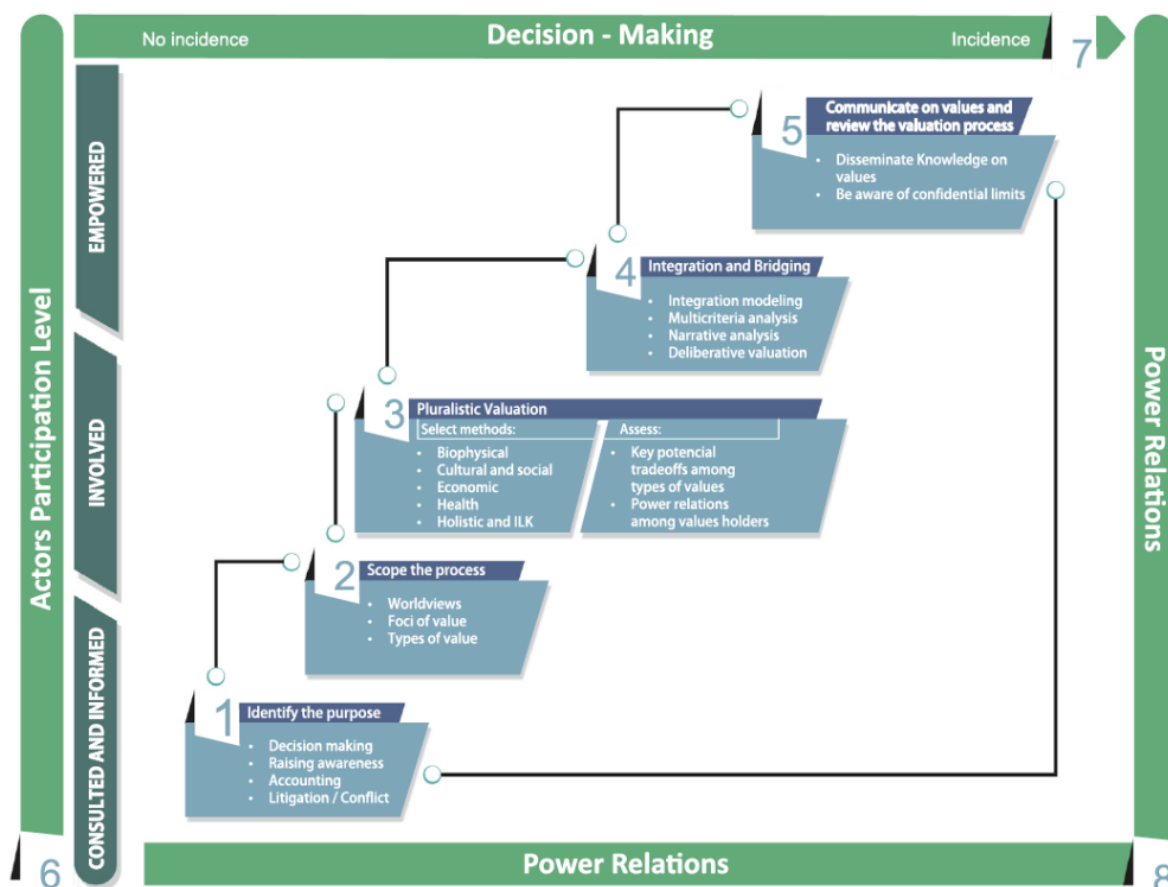 No incidence
Decision - Making
Incidence
7
Actors Participation Level
6
EMPOWERED
INVOLVED
CONSULTED AND INFORMED
5
Communicate on values and
review the valuation process
• Disseminate Knowledge on
values
• Be aware of confidential limits
4
Integration and Bridging
• Integration modeling
• Multicriteria analysis
• Narrative analysis
• Deliberative valuation
3
Pluralistic Valuation
Select methods:
• Biophysical
• Cultural and social
• Economic
• Health
• Holistic and ILK
Assess:
• Key potencial
tradeoffs among
types of values
• Power relations
among values holders
2
Scope the process
• Worldviews
• Foci of value
• Types of value
1
Identify the purpose
• Decision making
• Raising awareness
• Accounting
• Litigation / Conflict
Power Relations
Power Relations
8